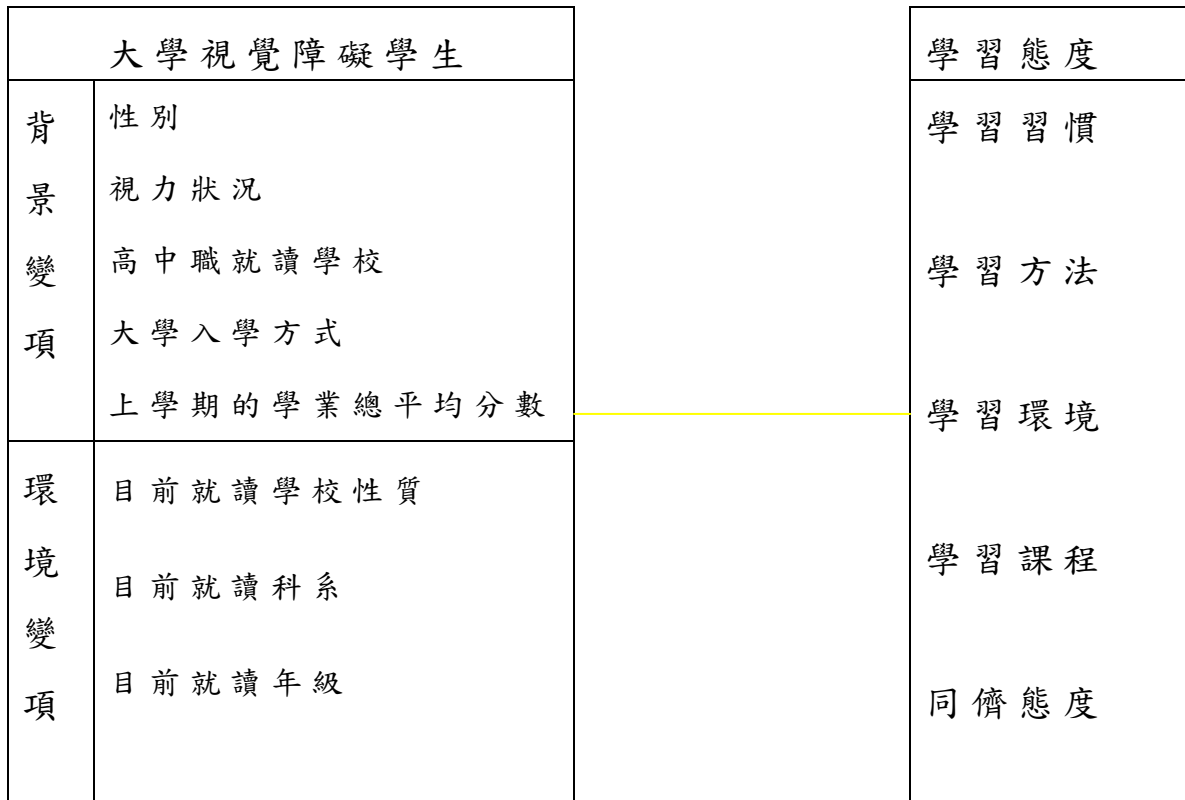 大學視覺障礙學生
背景變項
性別
視力狀況
高中職就讀學校
大學入學方式
上學期的學業總平均分數
環境變項
目前就讀學校性質
目前就讀科系
目前就讀年級
學習態度
學習習慣
學習方法
學習環境
學習課程
同儕態度